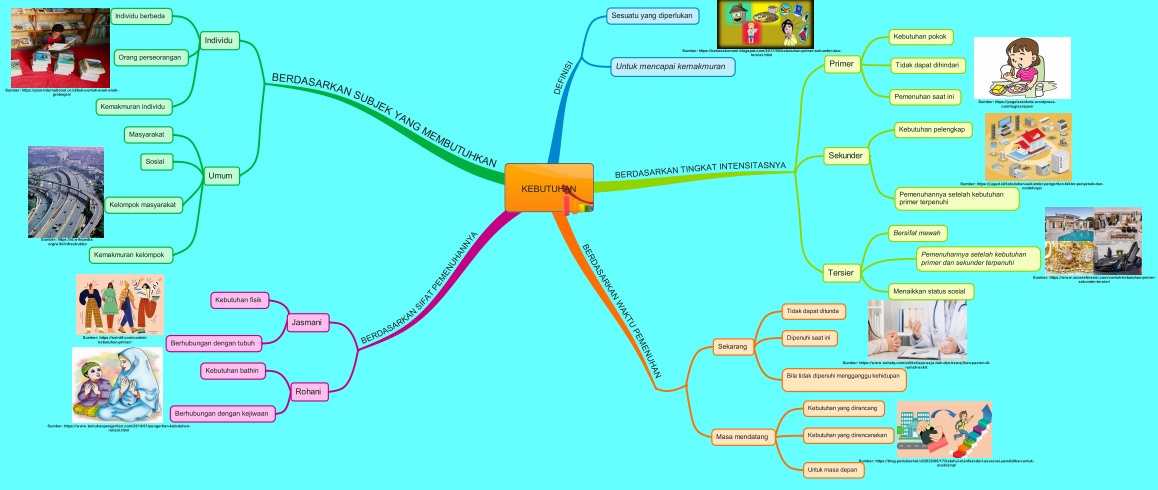 KEBUTUHAN
DEFINISI
Sesuatu yang diperlukan
Untuk mencapai kemakmuran
BERDASARKAN TINGKAT INTENSITASNYA
Primer
Kebutuhan pokok
Tidak dapat dihindari
Pemenuhan saat ini
Sekunder
Kebutuhan pelengkap
Pemenuhannya setelah kebutuhan
primer terpenuhi
Tersier
Bersifat mewah
Pemenuhannya setelah kebutuhan
primer dan sekunder terpenuhi
Menaikkan status sosial
BERDASARKAN WAKTU PEMENUHAN
Sekarang
Tidak dapat ditunda
Dipenuhi saat ini
Bila tidak dipenuhi mengganggu kehidupan
Masa mendatang
Kebutuhan yang dirancang
Kebutuhan yang direncanakan
Untuk masa depan
BERDASARKAN SIFAT PEMENUHANNYA
Jasmani
Kebutuhan fisik
Berhubungan dengan tubuh
Rohani
Kebutuhan bathin
Berhubungan dengan kejiwaan
BERDASARKAN SUBJEK YANG MEMBUTUHKAN
Individu
Individu berbeda
Orang perseorangan
Kemakmuran individu
Umum
Masyarakat
Sosial
Kelompok masyarakat
Kemakmuran kelompok